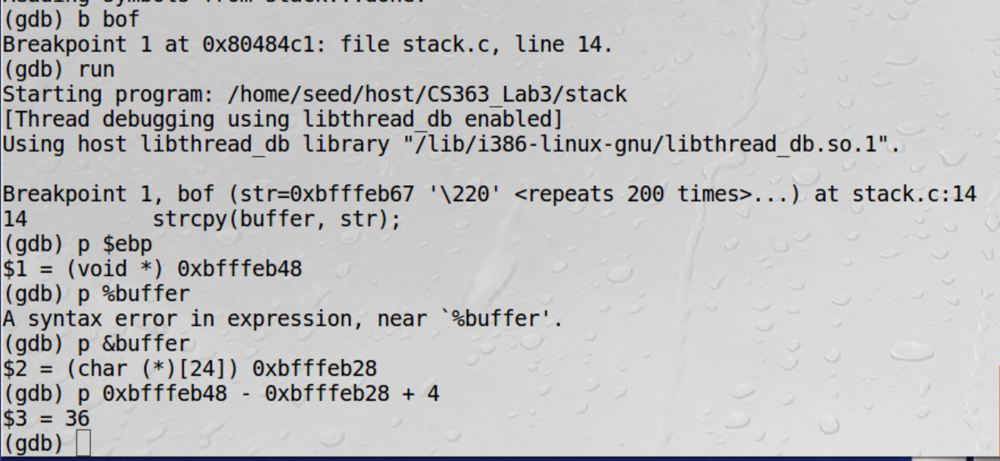 Reading symbols from stack...done.
(gdb) b bof
Breakpoint 1 at 0x80484c1: file stack.c, line 14.
(gdb) run
Starting program: /home/seed/host/CS363_Lab3/stack
[Thread debugging using libthread_db enabled]
Using host libthread_db library "/lib/i386-linux-gnu/libthread_db.so.1".
Breakpoint 1, bof (str=0xbfffeb67 '\220' <repeats 200 times>...) at stack.c:14
14          strcpy(buffer, str);
(gdb) p $ebp
$1 = (void *) 0xbfffeb48
(gdb) p %buffer
A syntax error in expression, near `%buffer'.
(gdb) p &buffer
$2 = (char (*)[24]) 0xbfffeb28
(gdb) p 0xbfffeb48 - 0xbfffeb28 + 4
$3 = 36
(gdb)